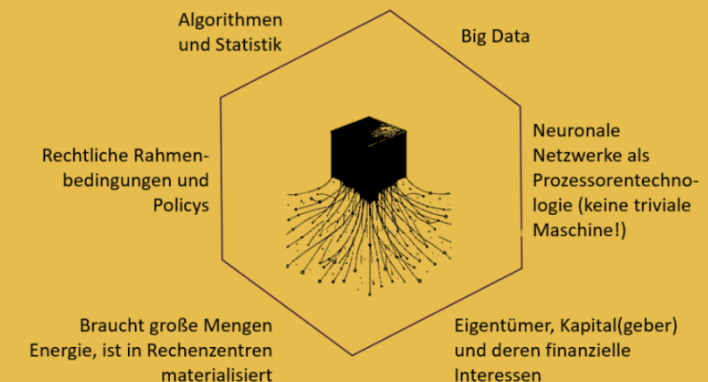 Algorithmen
und Statistik
Big Data
Neuronale
Netzwerke als
Prozessorentechno-
logie (keine triviale
Maschine!)
Eigentümer, Kapital(geber)
und deren finanzielle
Interessen
Braucht große Mengen
Energie, ist in Rechenzentren
materialisiert
Rechtliche Rahmen-
bedingungen und
Policys